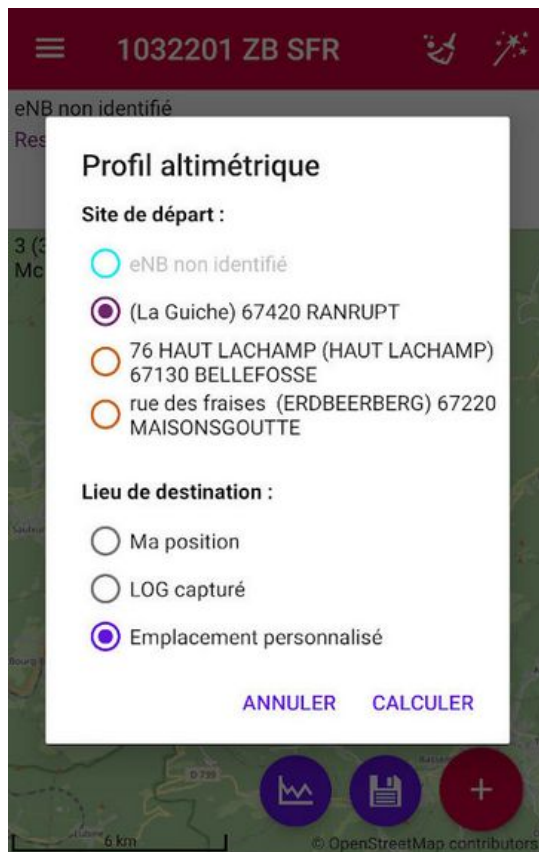 1032201 ZB SFR
eNB non identifié
Res
Profil altimétrique
Site de départ :
3 (3
Mc
eNB non identifié
(La Guiche) 67420 RANRUPT
76 HAUT LACHAMP (HAUT LACHAMP)
67130 BELLEFOSSE
rue des fraises (ERDBEERBERG) 67220
MAISONSGOUTTE
Lieu de destination :
Ma position
LOG capturé
Emplacement personnalisé
ANNULER CALCULER
D 739
6 km
© OpenStreetMap contributors